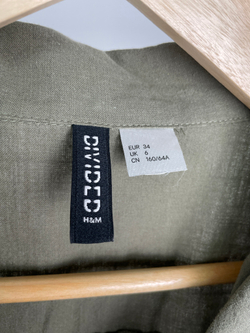 DIVIDED
H&M
EUR 34
UK 6
CN 160/64A